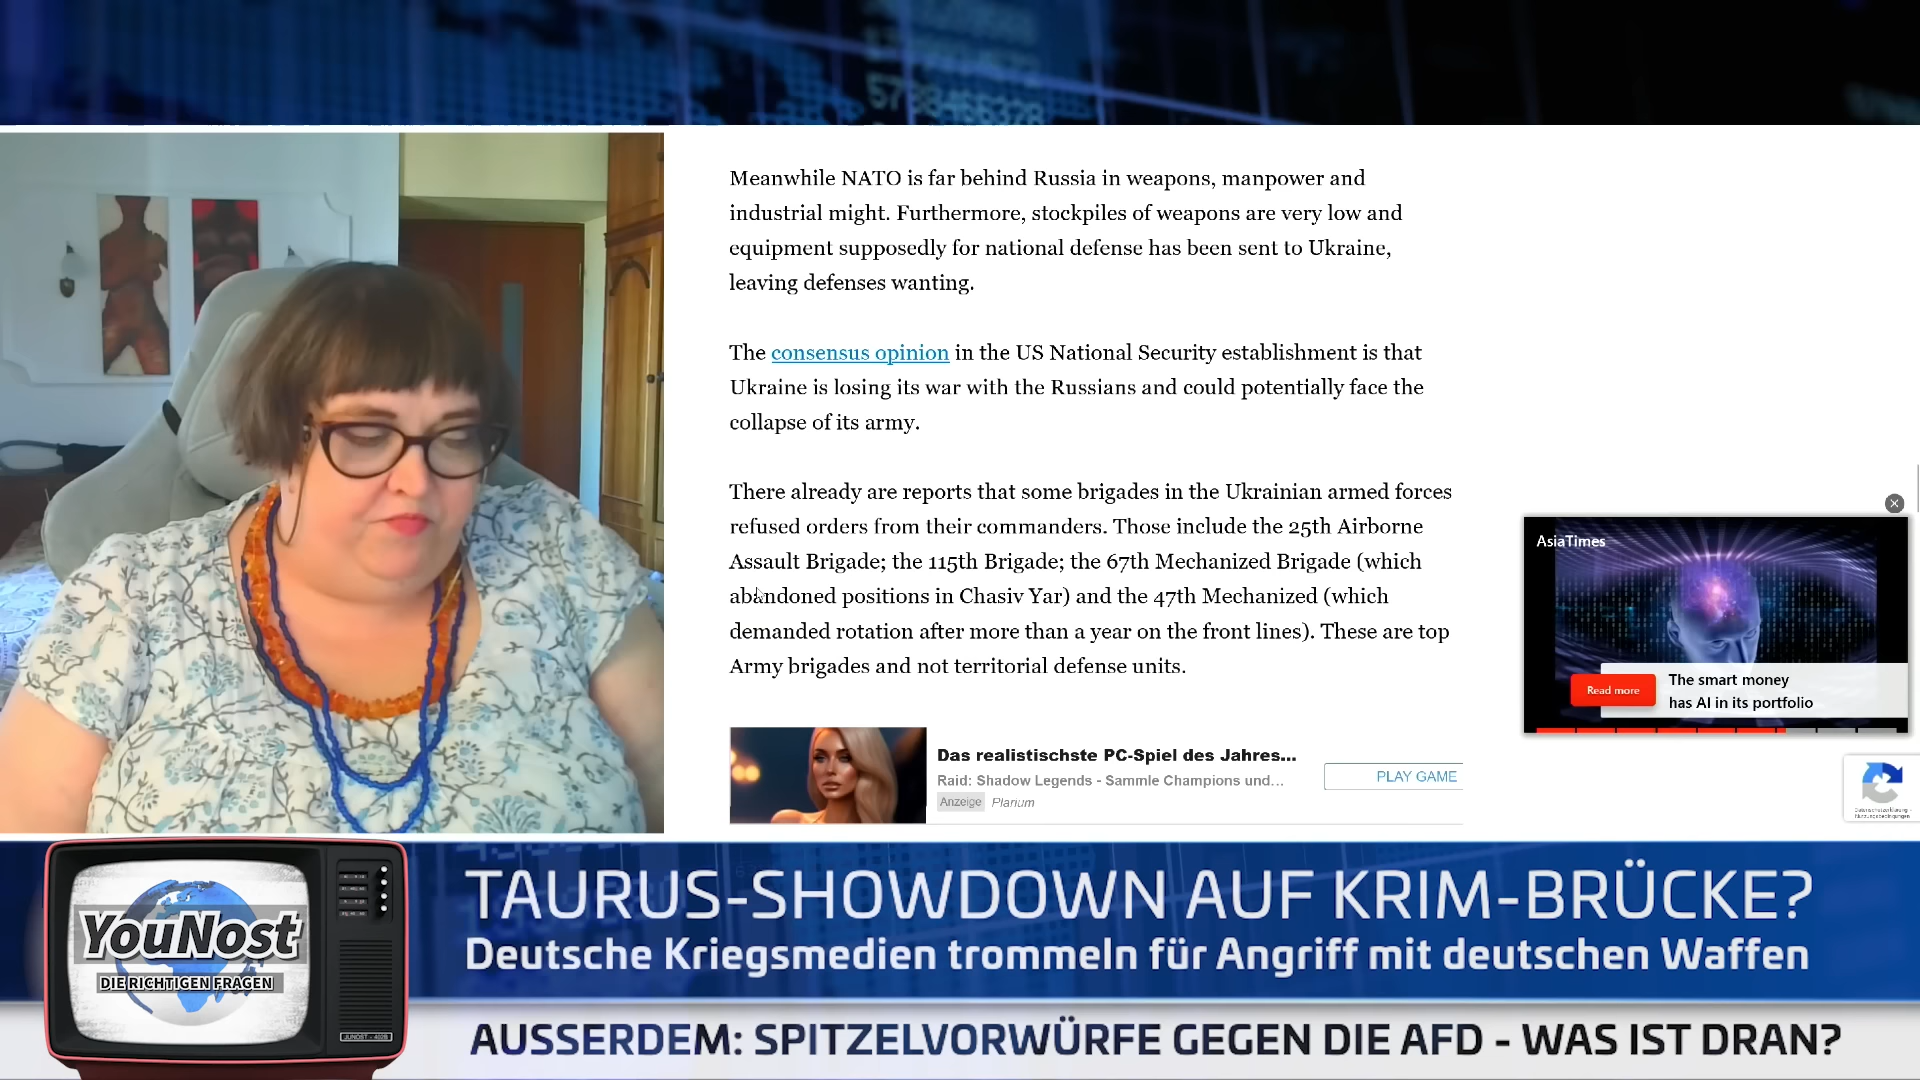 5738466328
Meanwhile NATO is far behind Russia in weapons, manpower and
industrial might. Furthermore, stockpiles of weapons are very low and
equipment supposedly for national defense has been sent to Ukraine,
leaving defenses wanting.
The consensus opinion in the US National Security establishment is that
Ukraine is losing its war with the Russians and could potentially face the
collapse of its army.
There already are reports that some brigades in the Ukrainian armed forces
refused orders from their commanders. Those include the 25th Airborne
Assault Brigade; the 115th Brigade; the 67th Mechanized Brigade (which
abandoned positions in Chasiv Yar) and the 47th Mechanized (which
demanded rotation after more than a year on the front lines). These are top
Army brigades and not territorial defense units.
AsiaTimes
Read more
The smart money
has AI in its portfolio
Das realistischste PC-Spiel des Jahres...
Raid: Shadow Legends - Sammle Champions und...
Anzeige Plarium
PLAY GAME
Datenschutzerklärung -
Nutzungsbedingungen
YouNost
DIE RICHTIGEN FRAGEN
JUNOST - 402B
TAURUS-SHOWDOWN AUF KRIM-BRÜCKE?
Deutsche Kriegsmedien trommeln für Angriff mit deutschen Waffen
AUSSERDEM: SPITZELVORWÜRFE GEGEN DIE AFD - WAS IST DRAN?